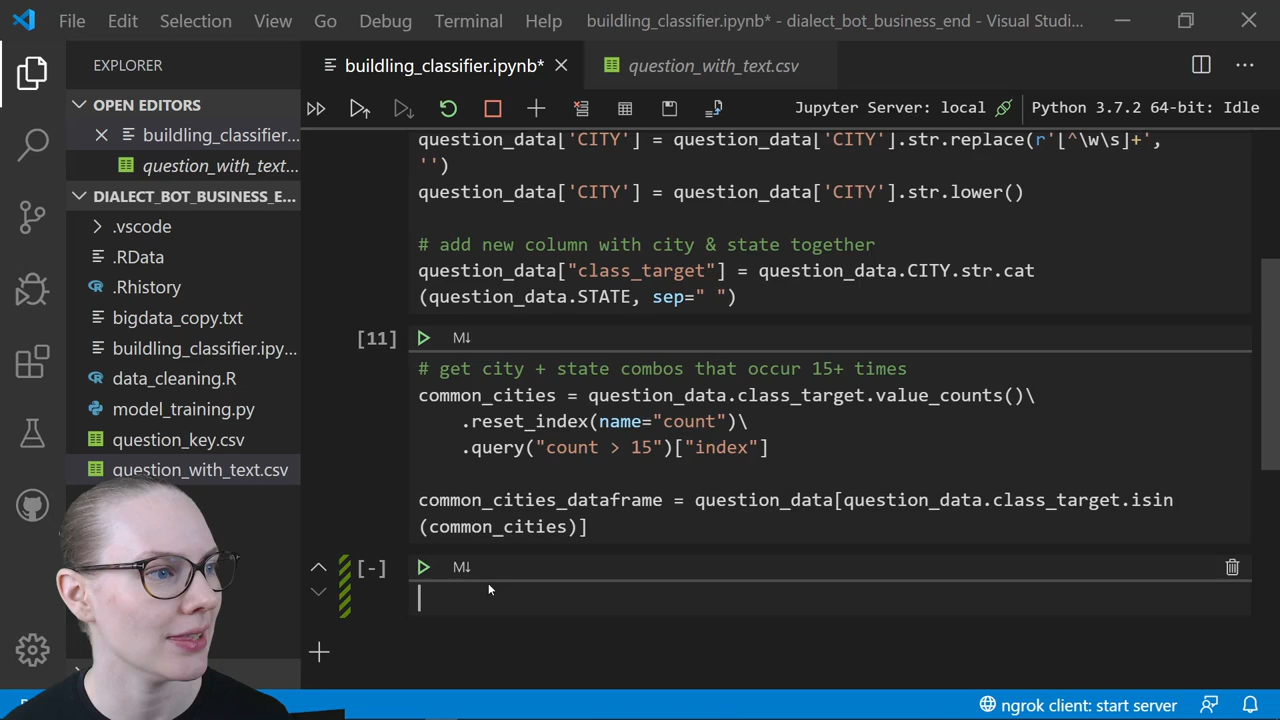 File Edit Selection View Go Debug Terminal Help buildling_classifier.ipynb* - dialect_bot_business_end - Visual Studi...
EXPLORER
OPEN EDITORS
buildling_classifier...
question_with_text...
DIALECT_BOT_BUSINESS_E...
.vscode
.RData
.Rhistory
bigdata_copy.txt
buildling_classifier.ipy...
data_cleaning.R
model_training.py
question_key.csv
question_with_text.csv
buildling_classifier.ipynb* question_with_text.csv
Jupyter Server: local Python 3.7.2 64-bit: Idle
question_data['CITY'] = question_data['CITY'].str.replace(r'[^\w\s]+',
'')
question_data['CITY'] = question_data['CITY'].str.lower()
# add new column with city & state together
question_data["class_target"] = question_data.CITY.str.cat
(question_data.STATE, sep=" ")
[11] M↓
# get city + state combos that occur 15+ times
common_cities = question_data.class_target.value_counts()\
.reset_index(name="count")\
.query("count > 15")["index"]
common_cities_dataframe = question_data[question_data.class_target.isin
(common_cities)]
[-] M↓
ngrok client: start server